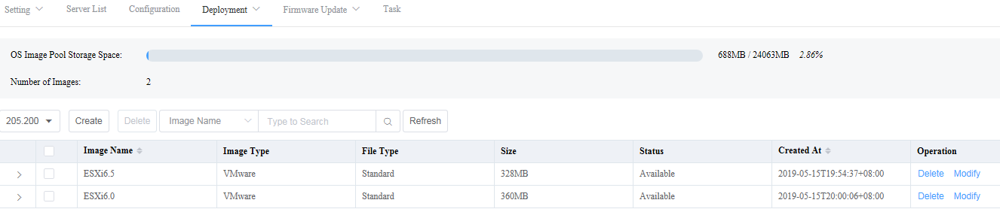 Setting Server List Configuration Deployment Firmware Update Task
OS Image Pool Storage Space: 688MB / 24063MB 2.86%
Number of Images: 2
205.200 Create Delete Image Name Type to Search Refresh
Image Name Image Type File Type Size Status Created At Operation
ESXi6.5 VMware Standard 328MB Available 2019-05-15T19:54:37+08:00 Delete Modify
ESXi6.0 VMware Standard 360MB Available 2019-05-15T20:00:06+08:00 Delete Modify